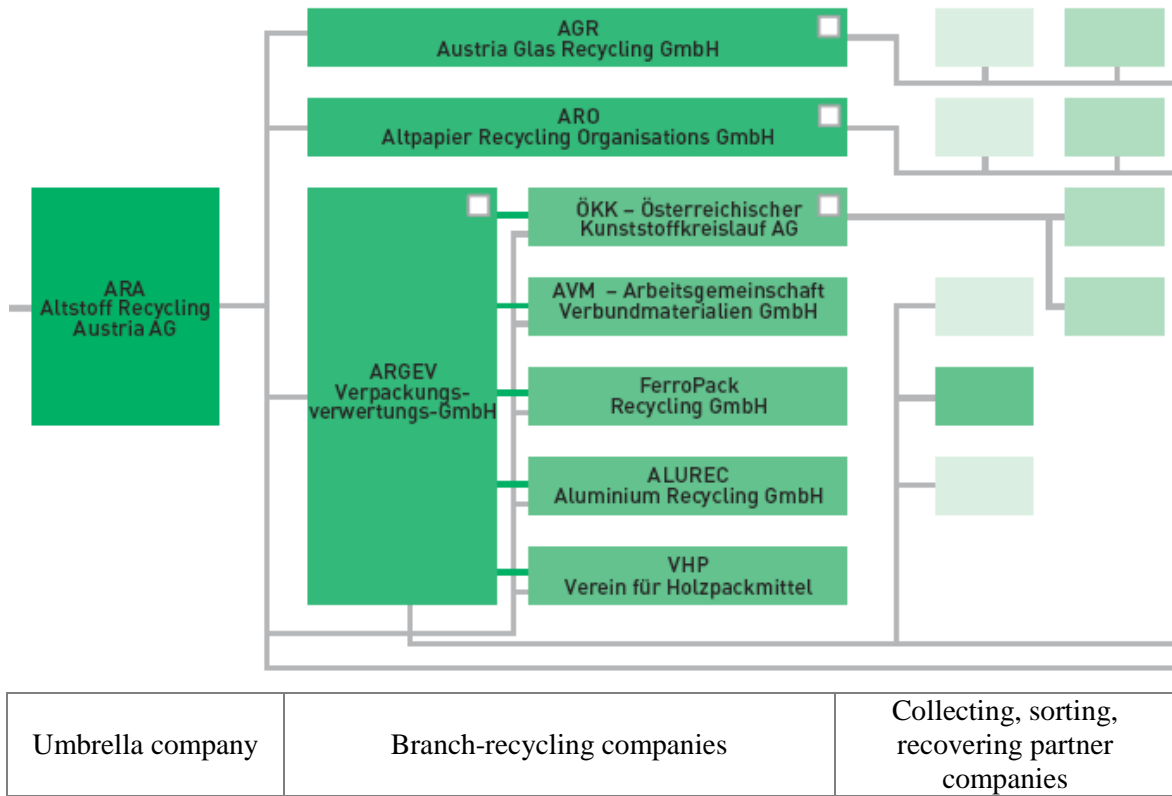 AGR
Austria Glas Recycling GmbH
ARO
Altpapier Recycling Organisations GmbH
ARA
Altstoff Recycling
Austria AG
ARGEV
Verpackungs-
verwertungs-GmbH
ÖKK – Österreichischer
Kunststoffkreislauf AG
AVM – Arbeitsgemeinschaft
Verbundmaterialien GmbH
FerroPack
Recycling GmbH
ALUREC
Aluminium Recycling GmbH
VHP
Verein für Holzpackmittel
Umbrella company
Branch-recycling companies
Collecting, sorting,
recovering partner
companies